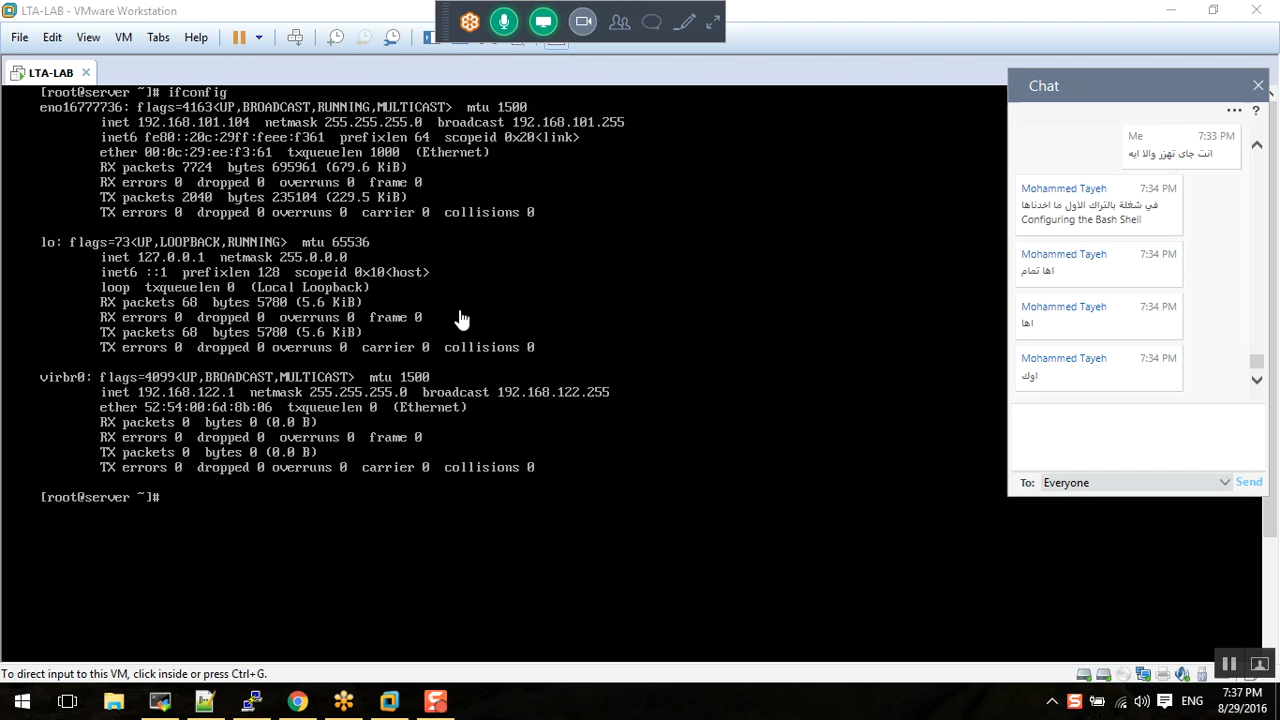 LTA-LAB - VMware Workstation
File Edit View VM Tabs Help
LTA-LAB
[root@server ~]# ifconfig
eno16777736: flags=4163<UP,BROADCAST,RUNNING,MULTICAST> mtu 1500
inet 192.168.101.104 netmask 255.255.255.0 broadcast 192.168.101.255
inet6 fe80::20c:29ff:feee:f361 prefixlen 64 scopeid 0x20<link>
ether 00:0c:29:ee:f3:61 txqueuelen 1000 (Ethernet)
RX packets 7724 bytes 695961 (679.6 KiB)
RX errors 0 dropped 0 overruns 0 frame 0
TX packets 2040 bytes 235104 (229.5 KiB)
TX errors 0 dropped 0 overruns 0 carrier 0 collisions 0
lo: flags=73<UP,LOOPBACK,RUNNING> mtu 65536
inet 127.0.0.1 netmask 255.0.0.0
inet6 ::1 prefixlen 128 scopeid 0x10<host>
loop txqueuelen 0 (Local Loopback)
RX packets 68 bytes 5780 (5.6 KiB)
RX errors 0 dropped 0 overruns 0 frame 0
TX packets 68 bytes 5780 (5.6 KiB)
TX errors 0 dropped 0 overruns 0 carrier 0 collisions 0
virbr0: flags=4099<UP,BROADCAST,MULTICAST> mtu 1500
inet 192.168.122.1 netmask 255.255.255.0 broadcast 192.168.122.255
ether 52:54:00:6d:8b:06 txqueuelen 0 (Ethernet)
RX packets 0 bytes 0 (0.0 B)
RX errors 0 dropped 0 overruns 0 frame 0
TX packets 0 bytes 0 (0.0 B)
TX errors 0 dropped 0 overruns 0 carrier 0 collisions 0
[root@server ~]#
Chat
Me 7:33 PM
انت جاى تهزر والا ايه
Mohammed Tayeh 7:34 PM
في شغلة بالتراك الاول ما اخدناها
Configuring the Bash Shell
Mohammed Tayeh 7:34 PM
اها تمام
Mohammed Tayeh 7:34 PM
اها
Mohammed Tayeh 7:34 PM
اوك
To: Everyone Send
To direct input to this VM, click inside or press Ctrl+G.
ENG
7:37 PM
8/29/2016